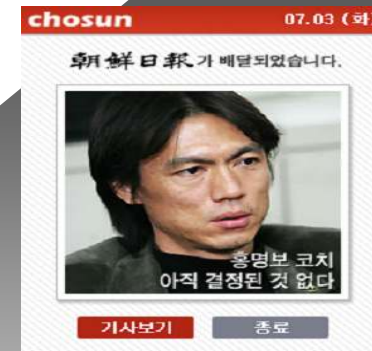 chosun
07.03 (화)
朝鮮日報가 배달되었습니다.
홍명보 코치
아직 결정된 것 없다
기사보기
종료